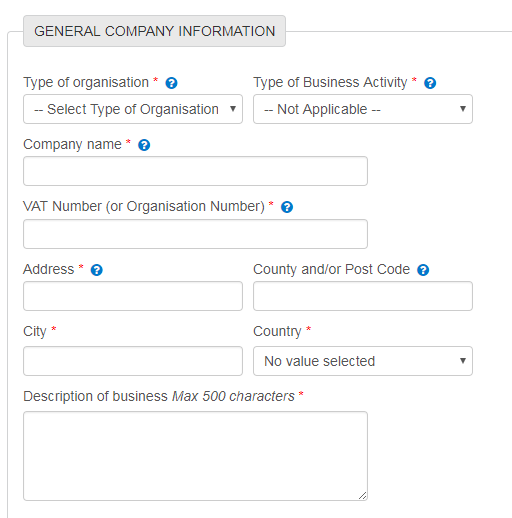 GENERAL COMPANY INFORMATION
Type of organisation * ?
Type of Business Activity * ?
-- Select Type of Organisation
-- Not Applicable --
Company name * ?
VAT Number (or Organisation Number) * ?
Address * ?
County and/or Post Code ?
City *
Country *
No value selected
Description of business Max 500 characters *